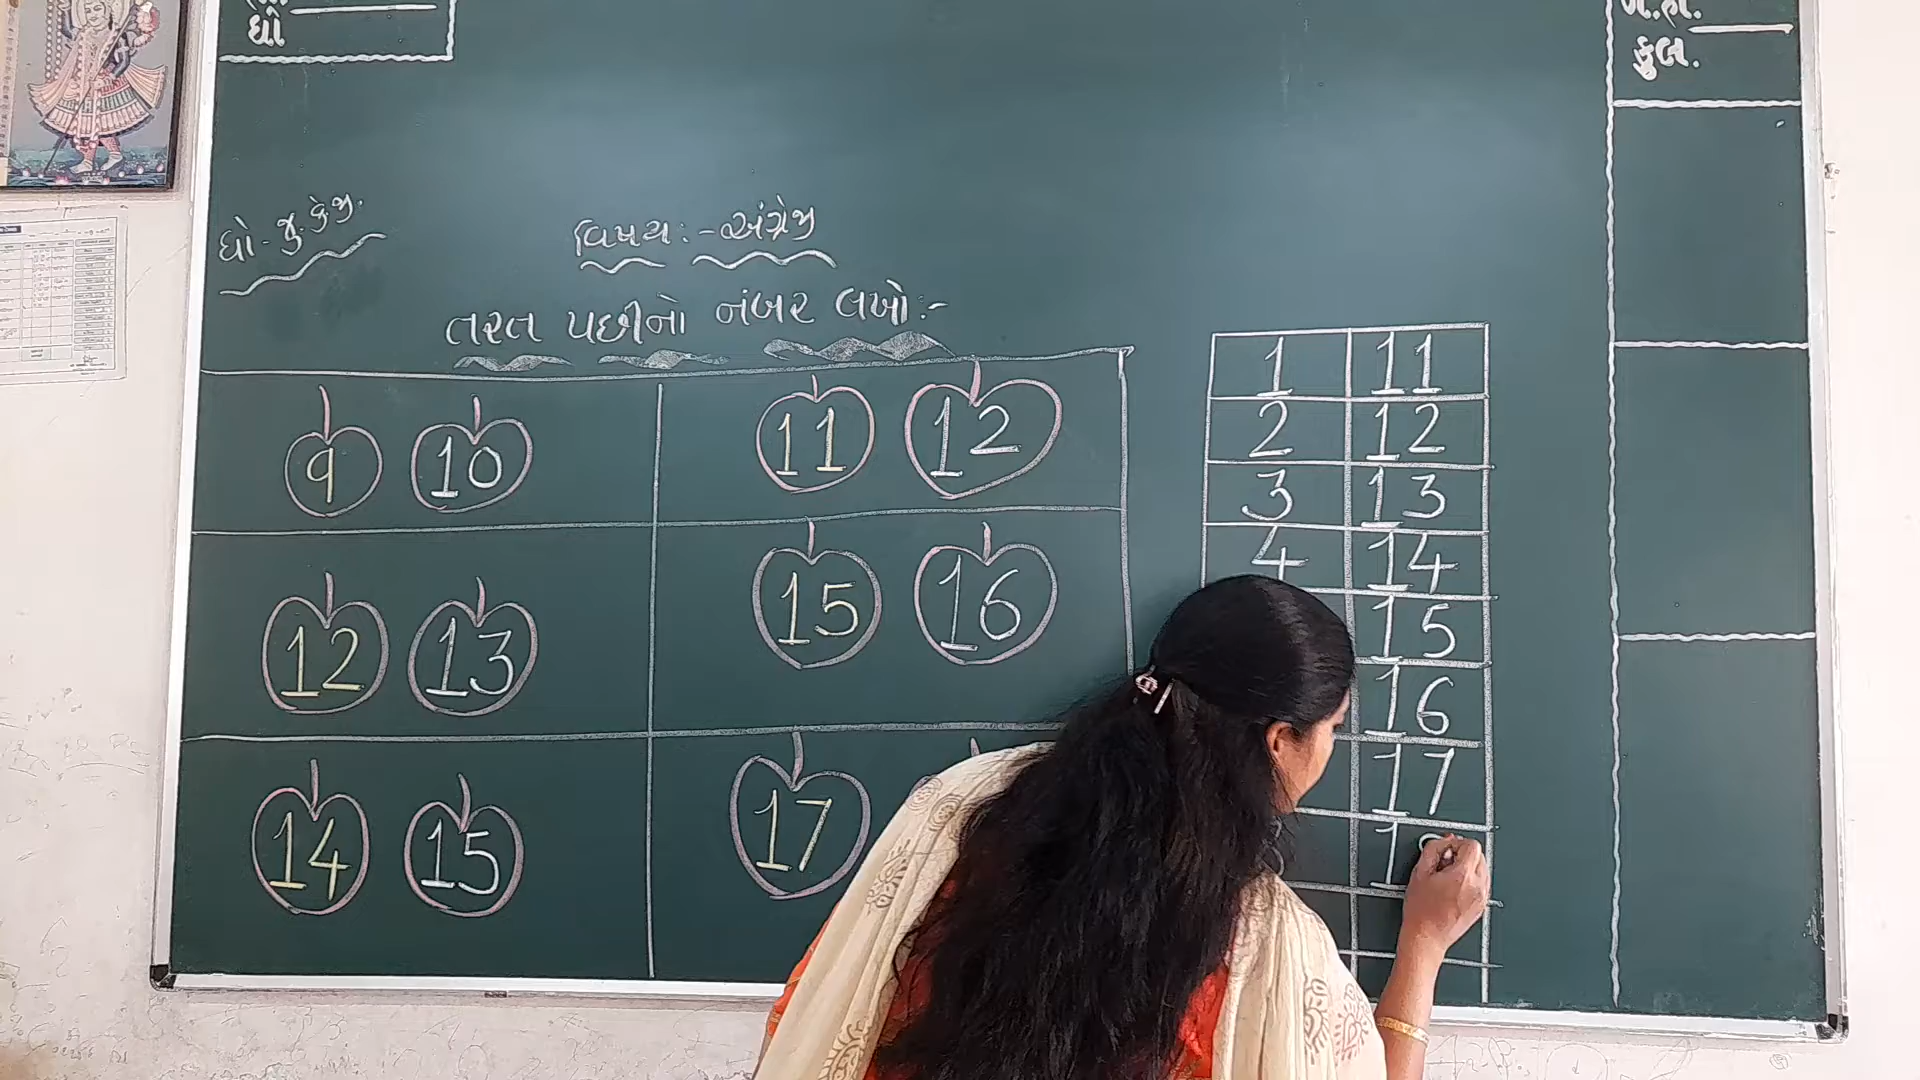 ધો
ગે.હા.
કુલ.
ધો - જુ. કે.જી.
વિષય :- અંગ્રેજી
તરત પછીનો નંબર લખો :-
9 10 11 12
12 13 15 16
14 15 17
1 11
2 12
3 13
4 14
15
16
17